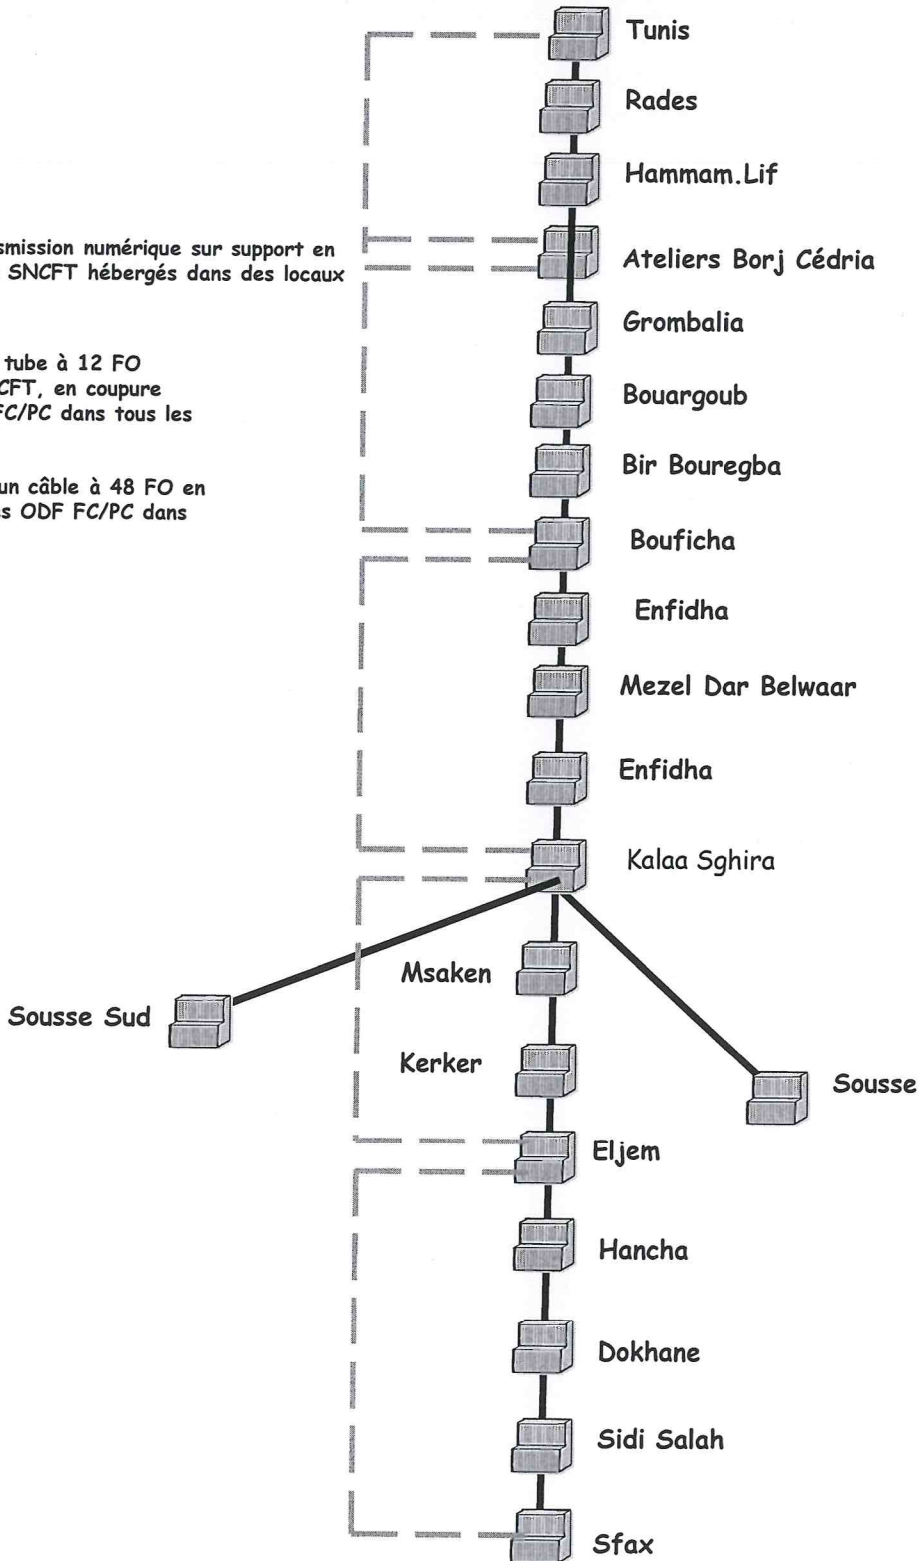 Tunis
Rades
Hammam.Lif
smission numérique sur support en
SNCFT hébergés dans des locaux
Ateliers Borj Cédria
Grombalia
tube à 12 FO
CFT, en coupure
FC/PC dans tous les
Bouargoub
Bir Bouregba
un câble à 48 FO en
es ODF FC/PC dans
Bouficha
Enfidha
Mezel Dar Belwaar
Enfidha
Kalaa Sghira
Msaken
Sousse Sud
Kerker
Sousse
Eljem
Hancha
Dokhane
Sidi Salah
Sfax